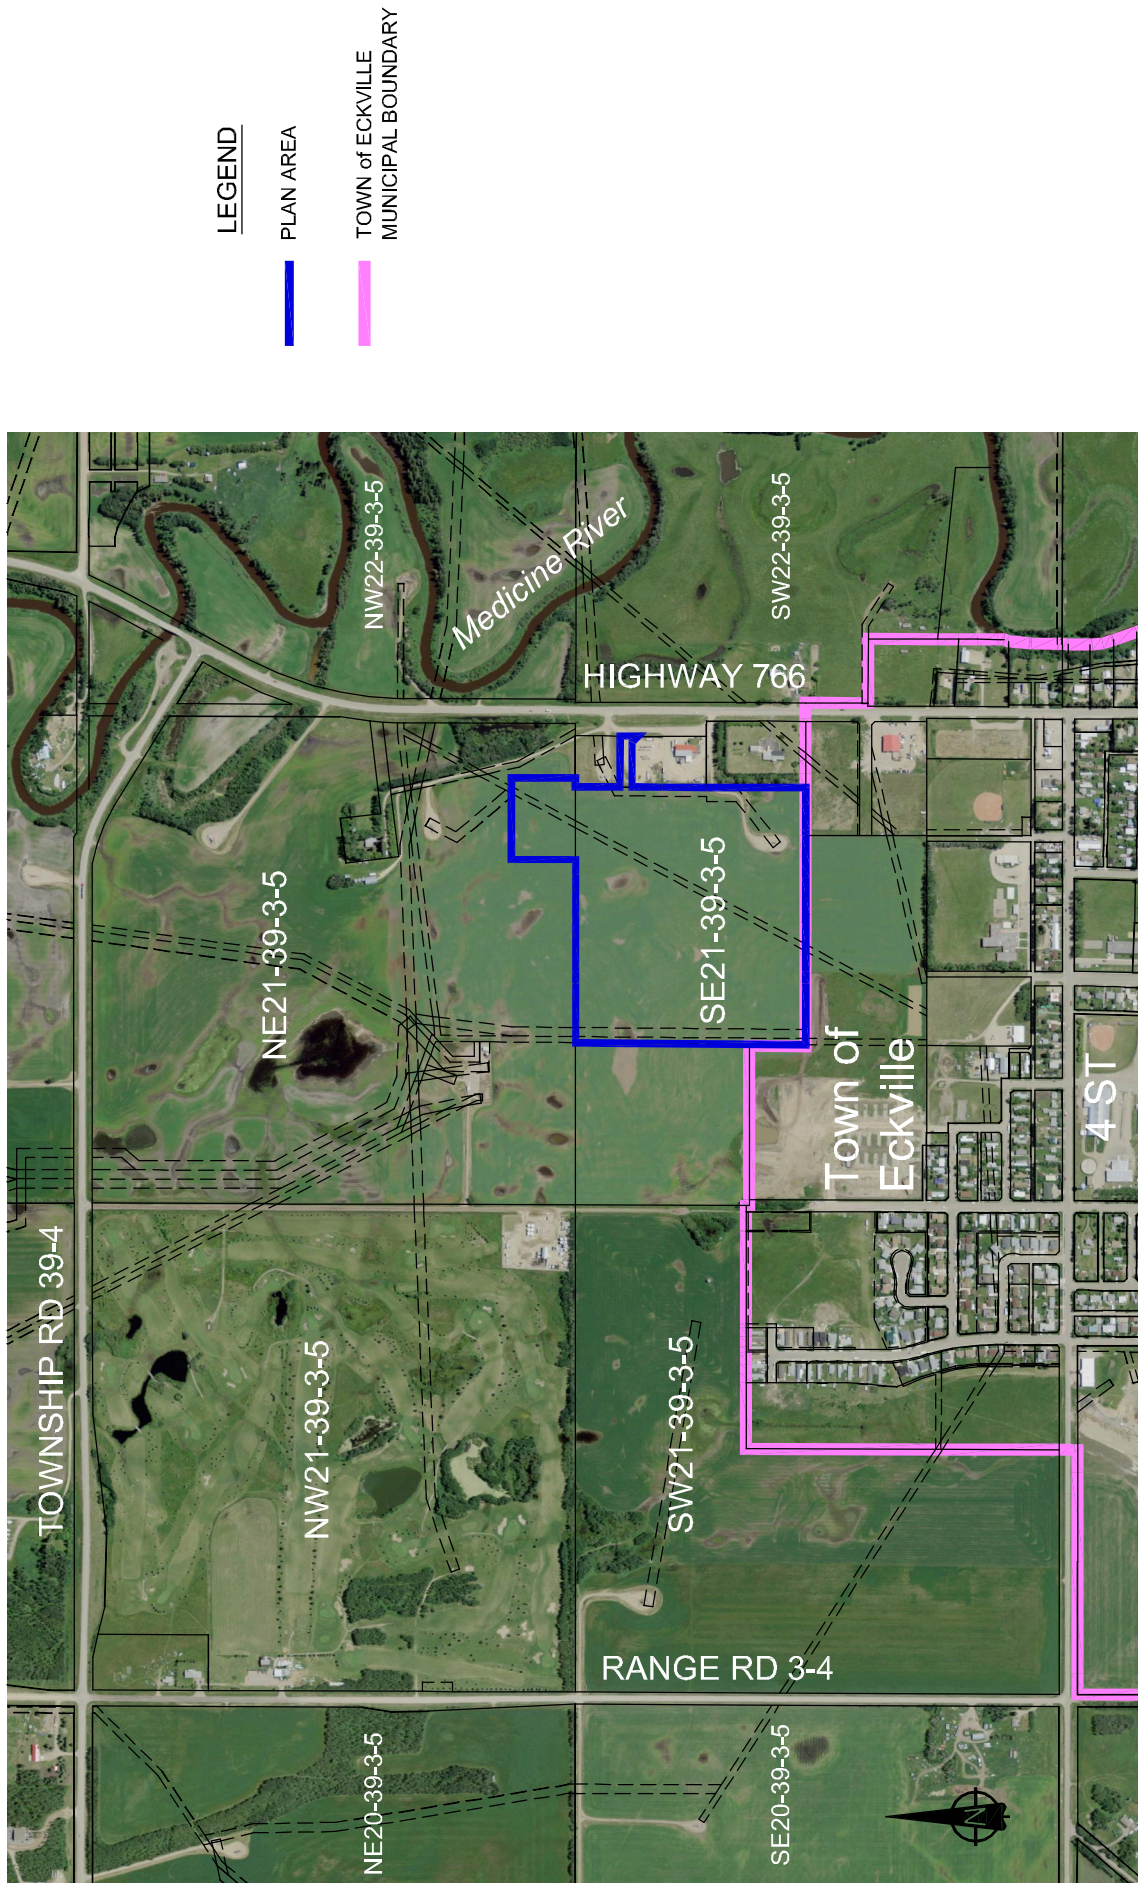 LEGEND
PLAN AREA
TOWN of ECKVILLE
MUNICIPAL BOUNDARY
TOWNSHIP RD 39-4
NW22-39-3-5
Medicine River
SW22-39-3-5
HIGHWAY 766
NE21-39-3-5
SE21-39-3-5
Town of
Eckville
4 ST
NW21-39-3-5
SW21-39-3-5
RANGE RD 3-4
NE20-39-3-5
SE20-39-3-5
N